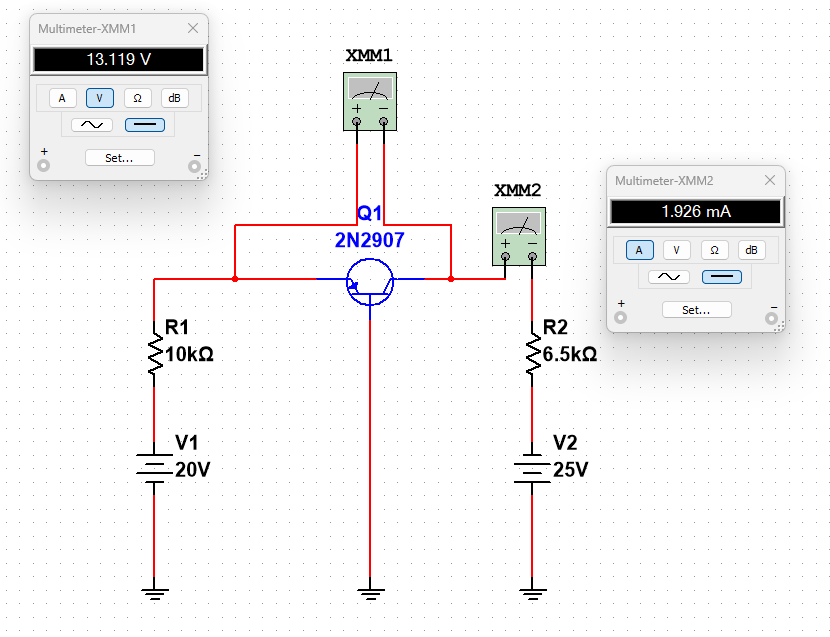 Multimeter-XMM1
13.119 V
A V Ω dB
Set...
+ −
XMM1
+ −
Q1
2N2907
XMM2
+ −
Multimeter-XMM2
1.926 mA
A V Ω dB
Set...
+ −
R1
10kΩ
R2
6.5kΩ
V1
20V
V2
25V